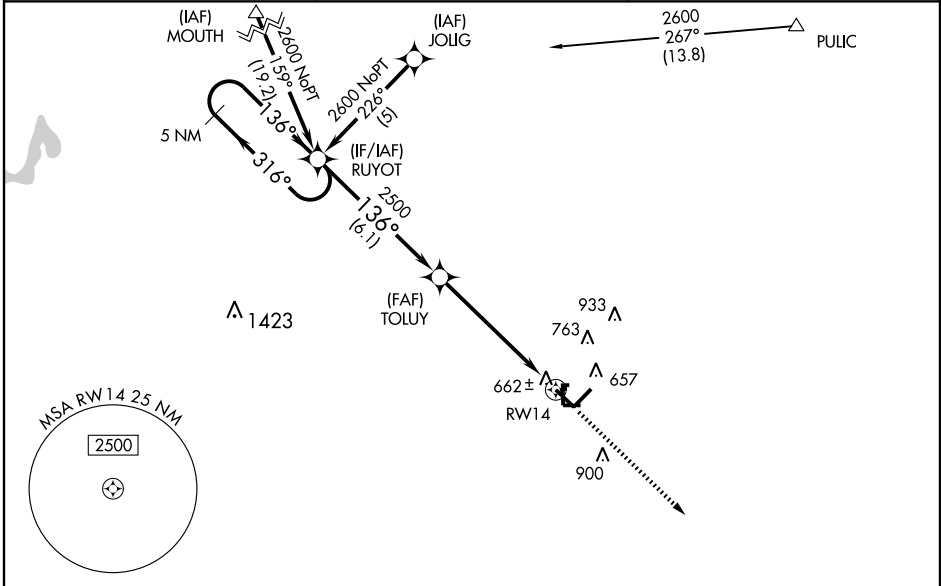 (IAF)
MOUTH
2600 NoPT
159°
(19.2)
(IAF)
JOLIG
2600 NoPT
226°
(5)
2600
267°
(13.8)
PULIC
5 NM
136°
316°
(IF/IAF)
RUYOT
2500
136°
(6.1)
(FAF)
TOLUY
1423
933
763
657
662 ±
RW14
900
MSA RW14 25 NM
2500